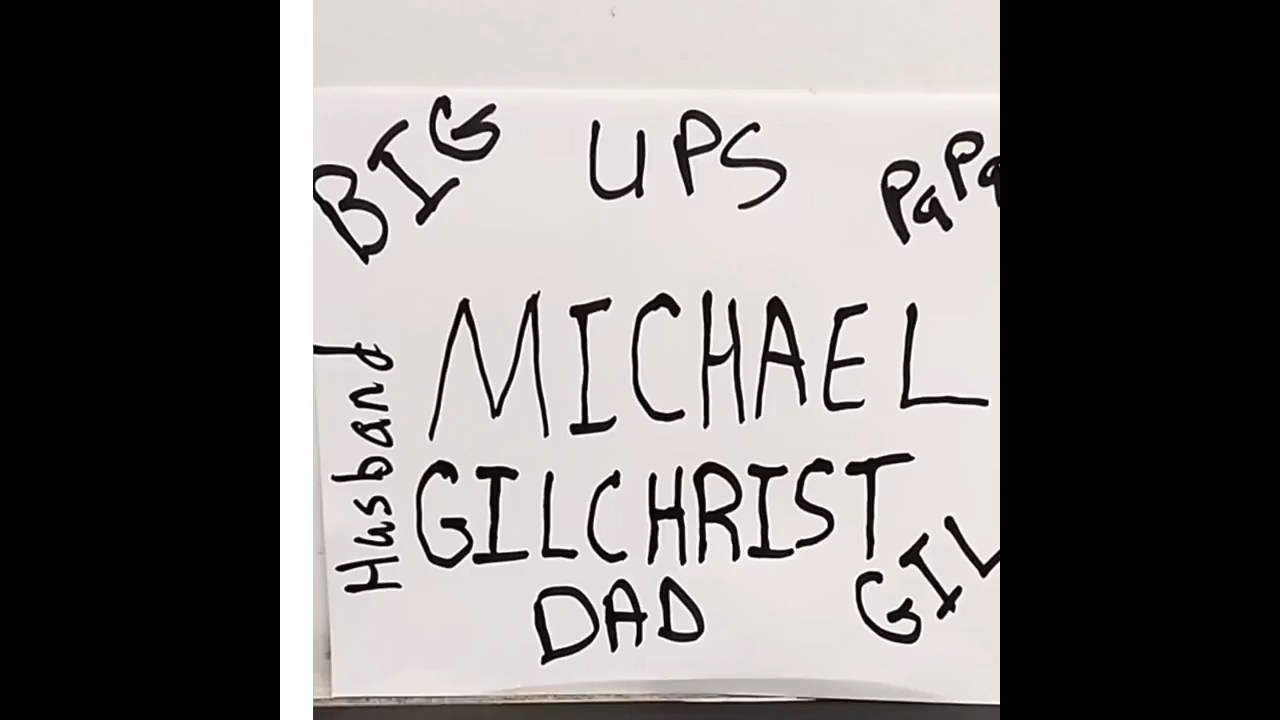 BIG UPS PaPa
MICHAEL
GILCHRIST
Husband
DAD
GIL